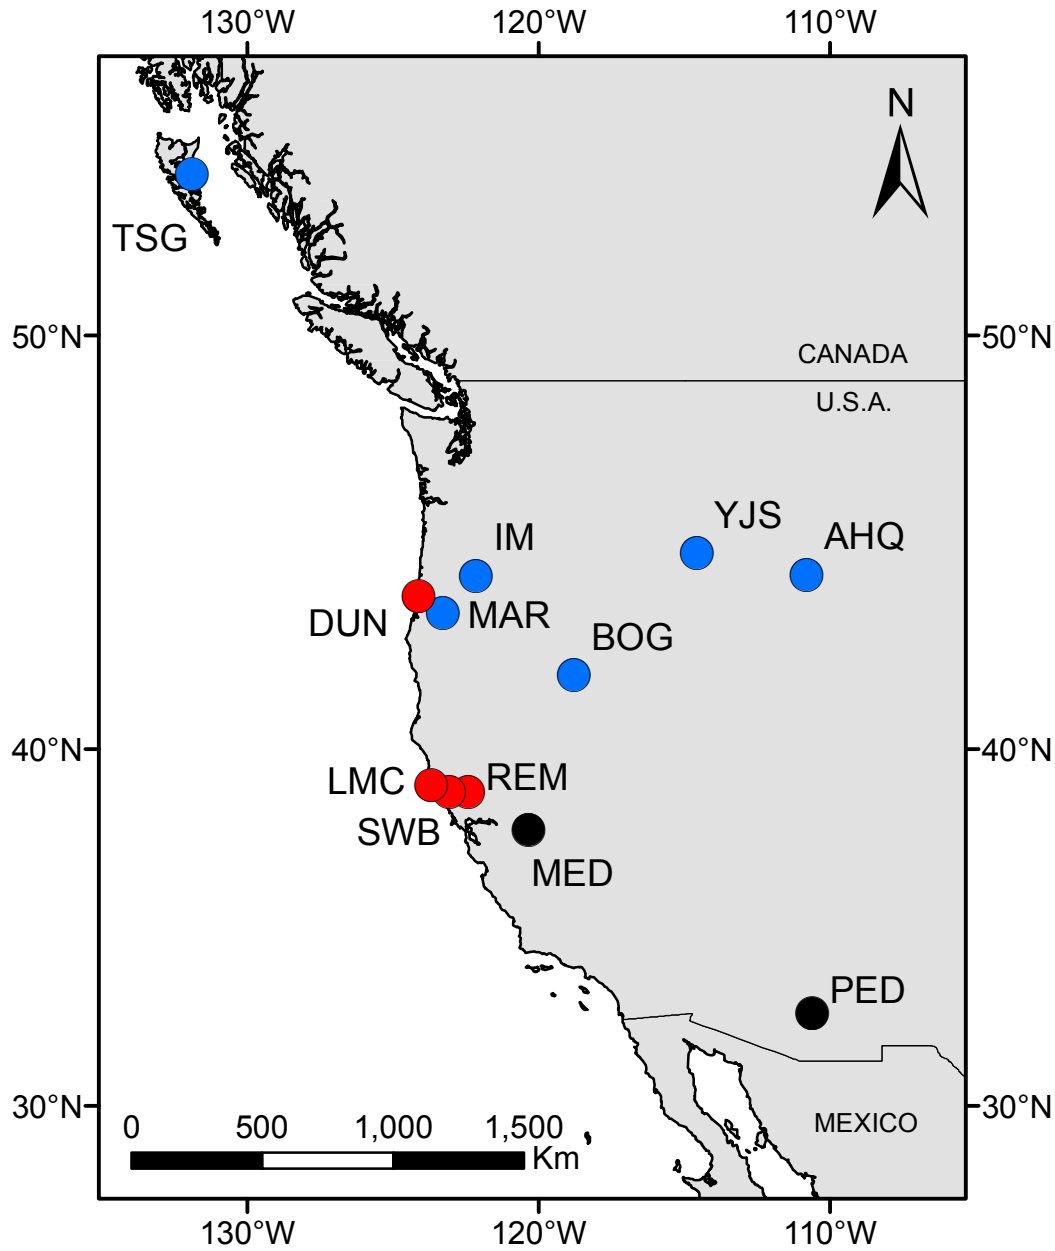 130°W 120°W 110°W
N
TSG
50°N 50°N
CANADA
U.S.A.
YJS
IM AHQ
DUN MAR
BOG
40°N 40°N
LMC REM
SWB
MED
PED
30°N 30°N
MEXICO
0 500 1,000 1,500
Km
130°W 120°W 110°W